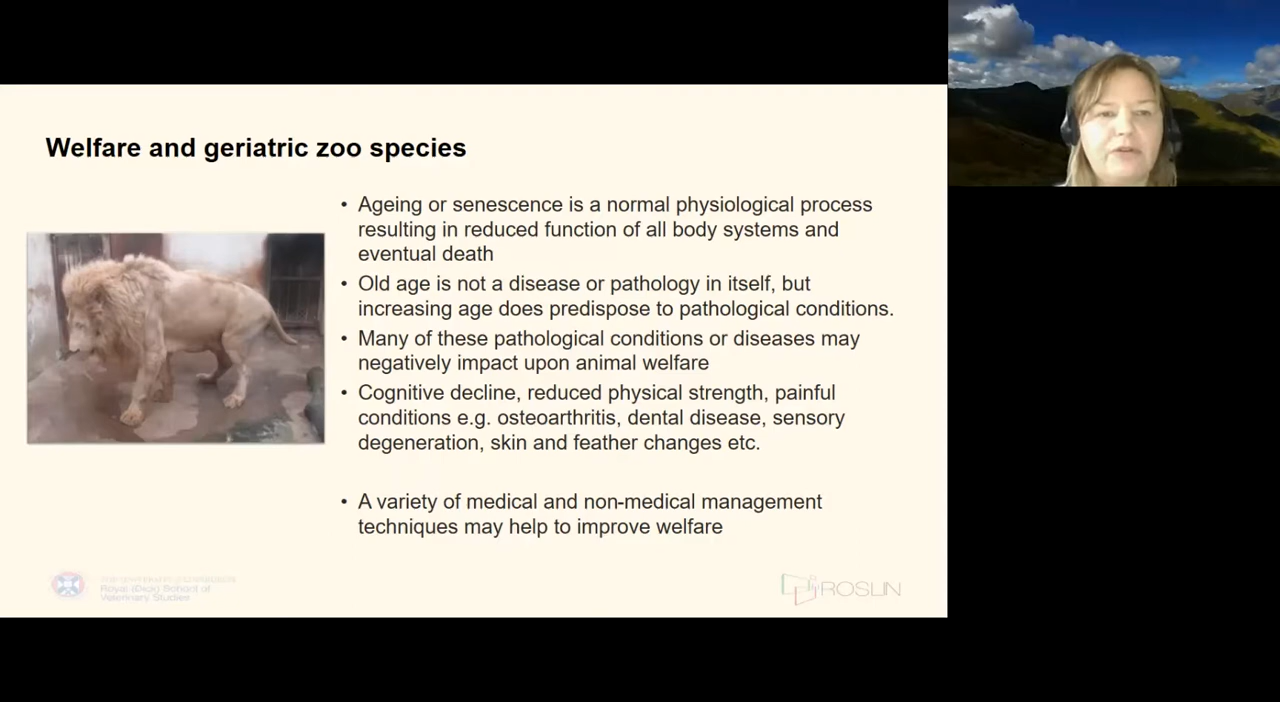 Welfare and geriatric zoo species
• Ageing or senescence is a normal physiological process
resulting in reduced function of all body systems and
eventual death
• Old age is not a disease or pathology in itself, but
increasing age does predispose to pathological conditions.
• Many of these pathological conditions or diseases may
negatively impact upon animal welfare
• Cognitive decline, reduced physical strength, painful
conditions e.g. osteoarthritis, dental disease, sensory
degeneration, skin and feather changes etc.
• A variety of medical and non-medical management
techniques may help to improve welfare
Royal (Dick) School of
Veterinary Studies
ROSLIN